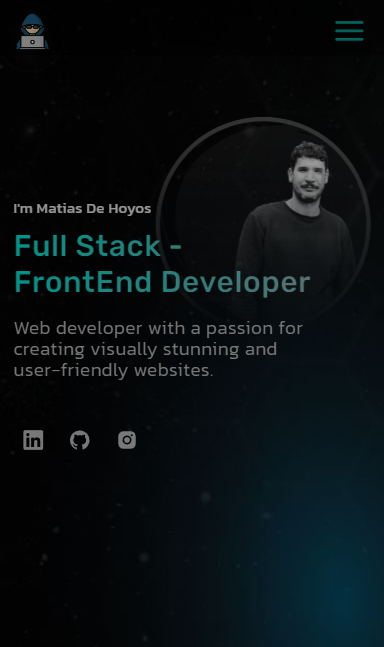 I'm Matias De Hoyos
Full Stack -
FrontEnd Developer
Web developer with a passion for
creating visually stunning and
user-friendly websites.